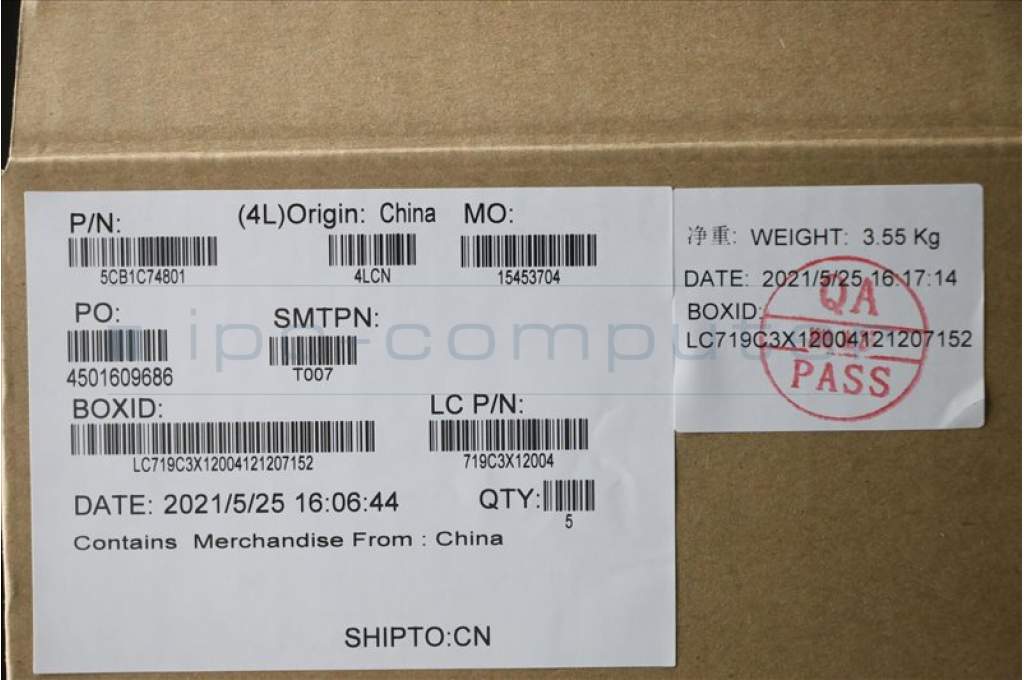 P/N:
5CB1C74801
(4L)Origin: China
4LCN
MO:
15453704
PO:
4501609686
SMTPN:
T007
BOXID:
LC719C3X12004121207152
LC P/N:
719C3X12004
DATE: 2021/5/25 16:06:44
QTY:
5
Contains Merchandise From : China
SHIPTO:CN
净重: WEIGHT: 3.55 Kg
DATE: 2021/5/25 16:17:14
BOXID:
LC719C3X12004121207152
QA
PASS
ipc-computer